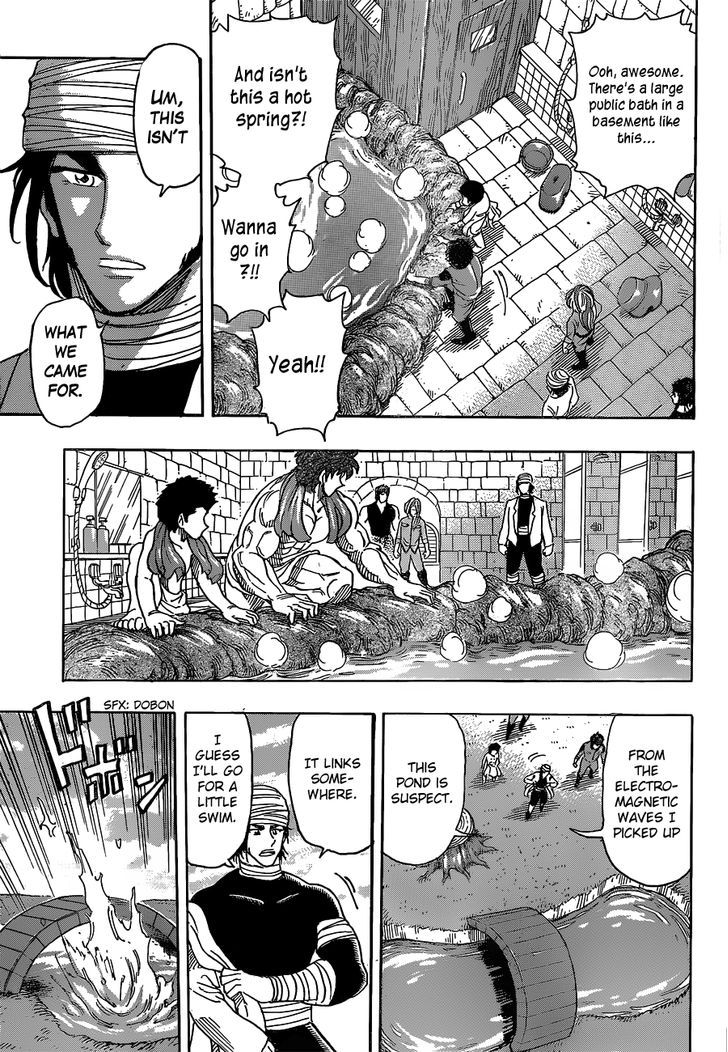 Ooh, awesome.
There's a large
public bath in a
basement like
this...
And isn't
this a hot
spring?!
Wanna
go in
?!!
Yeah!!
UM,
THIS
ISN'T
WHAT
WE
CAME
FOR.
FROM
THE
ELECTRO-
MAGNETIC
WAVES I
PICKED
UP
THIS
POND IS
SUSPECT.
IT LINKS
SOME-
WHERE.
I
GUESS
I'LL GO
FOR A
LITTLE
SWIM.
SFX: DOBON
ドボン